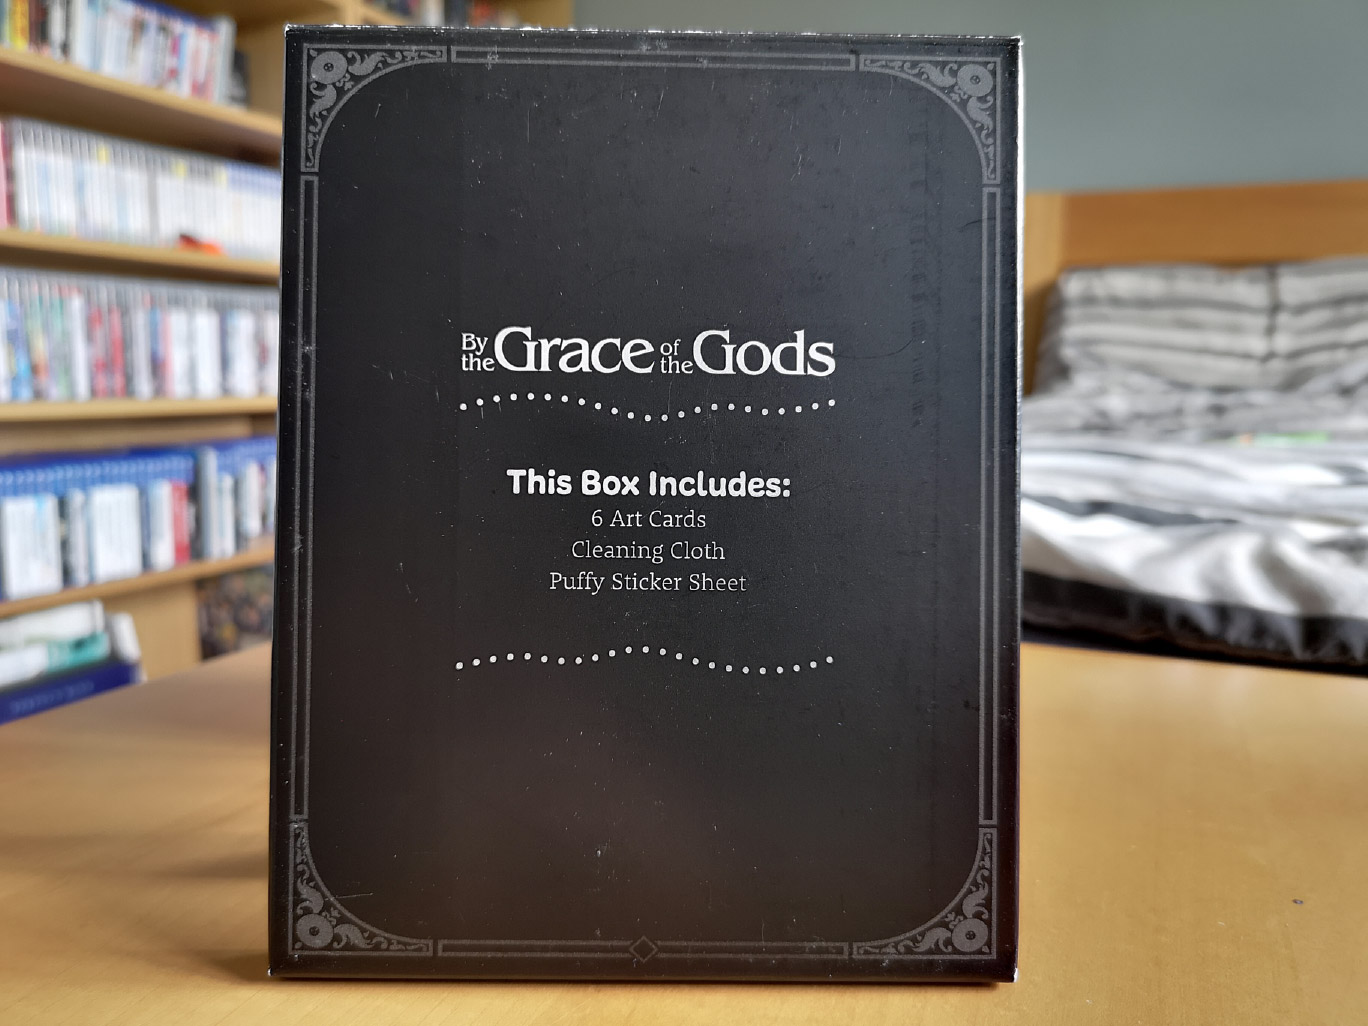 By the Grace of the Gods
This Box Includes:
6 Art Cards
Cleaning Cloth
Puffy Sticker Sheet